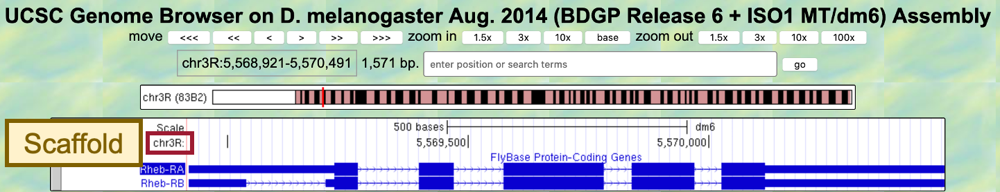 UCSC Genome Browser on D. melanogaster Aug. 2014 (BDGP Release 6 + ISO1 MT/dm6) Assembly
move <<< << < > >> >>> zoom in 1.5x 3x 10x base zoom out 1.5x 3x 10x 100x
chr3R:5,568,921-5,570,491 1,571 bp. enter position or search terms go
chr3R (83B2)
Scale 500 bases dm6
Scaffold chr3R: 5,569,500 5,570,000
FlyBase Protein-Coding Genes
Rheb-RA
Rheb-RB